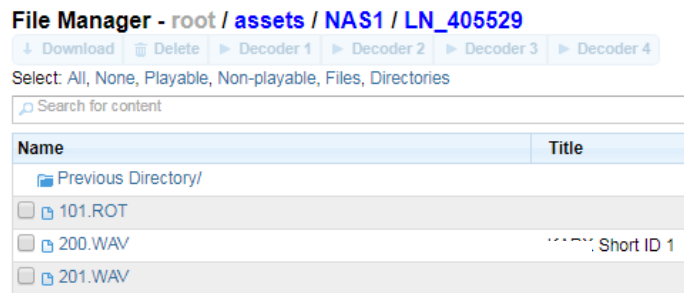 File Manager - root / assets / NAS1 / LN_405529
Download Delete Decoder 1 Decoder 2 Decoder 3 Decoder 4
Select: All, None, Playable, Non-playable, Files, Directories
Search for content
Name Title
Previous Directory/
101.ROT
200.WAV Short ID 1
201.WAV